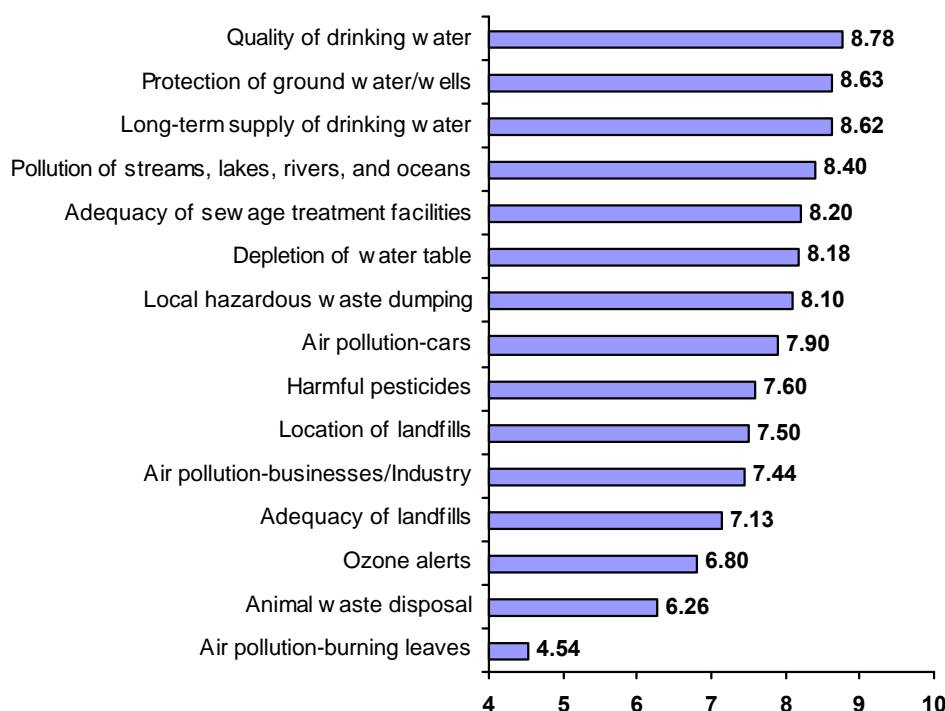 Quality of drinking water 8.78
Protection of ground water/wells 8.63
Long-term supply of drinking water 8.62
Pollution of streams, lakes, rivers, and oceans 8.40
Adequacy of sewage treatment facilities 8.20
Depletion of water table 8.18
Local hazardous waste dumping 8.10
Air pollution-cars 7.90
Harmful pesticides 7.60
Location of landfills 7.50
Air pollution-businesses/Industry 7.44
Adequacy of landfills 7.13
Ozone alerts 6.80
Animal waste disposal 6.26
Air pollution-burning leaves 4.54
4 5 6 7 8 9 10